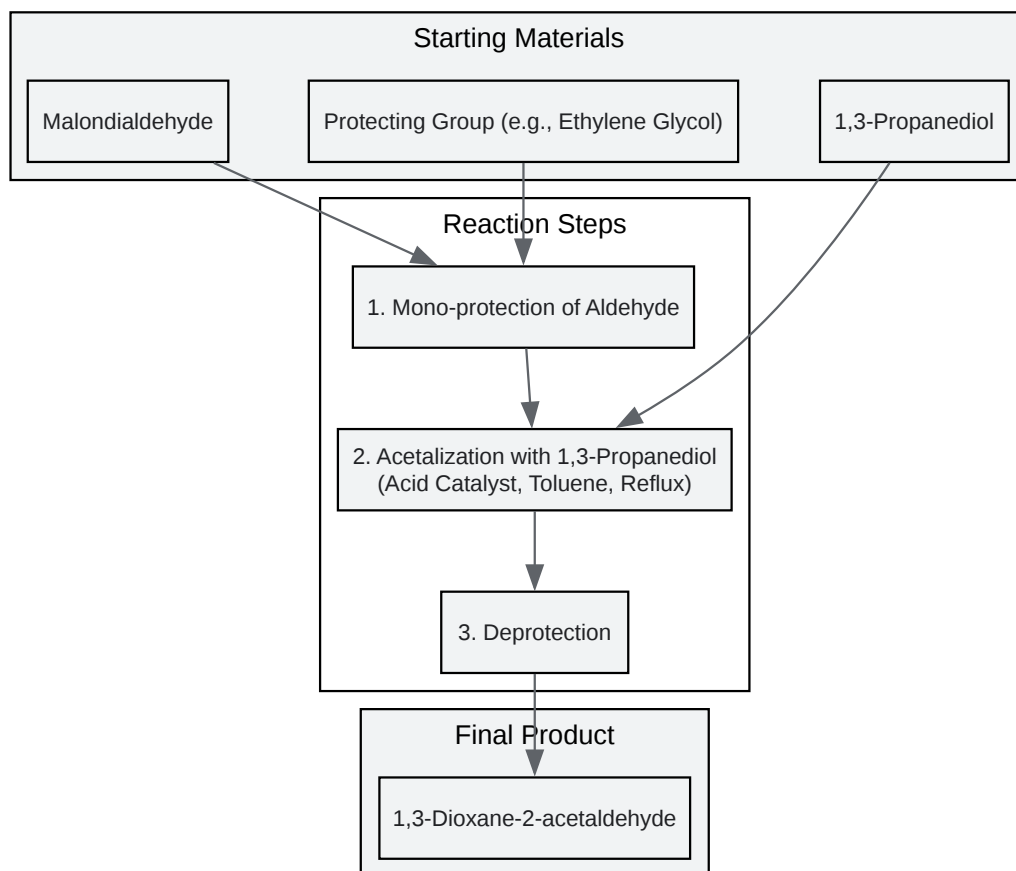 Starting Materials
Malondialdehyde
Protecting Group (e.g., Ethylene Glycol)
1,3-Propanediol
Reaction Steps
1. Mono-protection of Aldehyde
2. Acetalization with 1,3-Propanediol
(Acid Catalyst, Toluene, Reflux)
3. Deprotection
Final Product
1,3-Dioxane-2-acetaldehyde